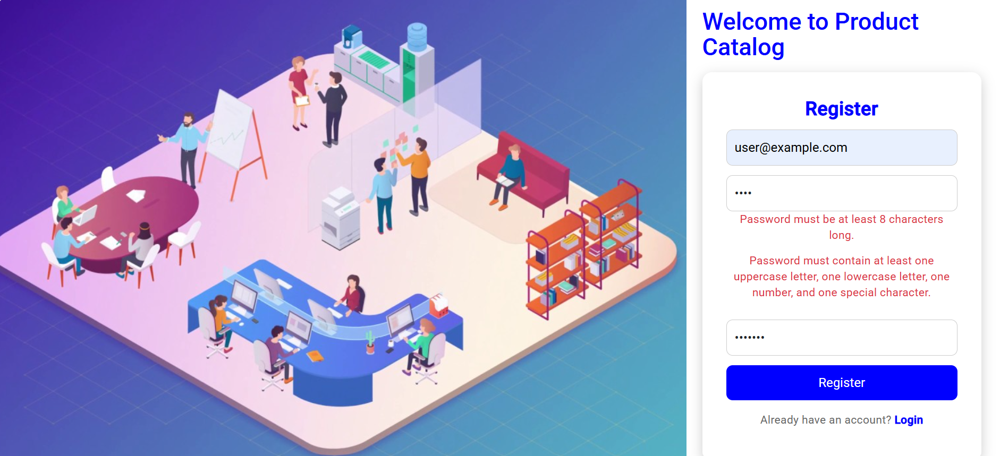 Welcome to Product
Catalog
Register
user@example.com
••••
Password must be at least 8 characters
long.
Password must contain at least one
uppercase letter, one lowercase letter, one
number, and one special character.
•••••••
Register
Already have an account? Login